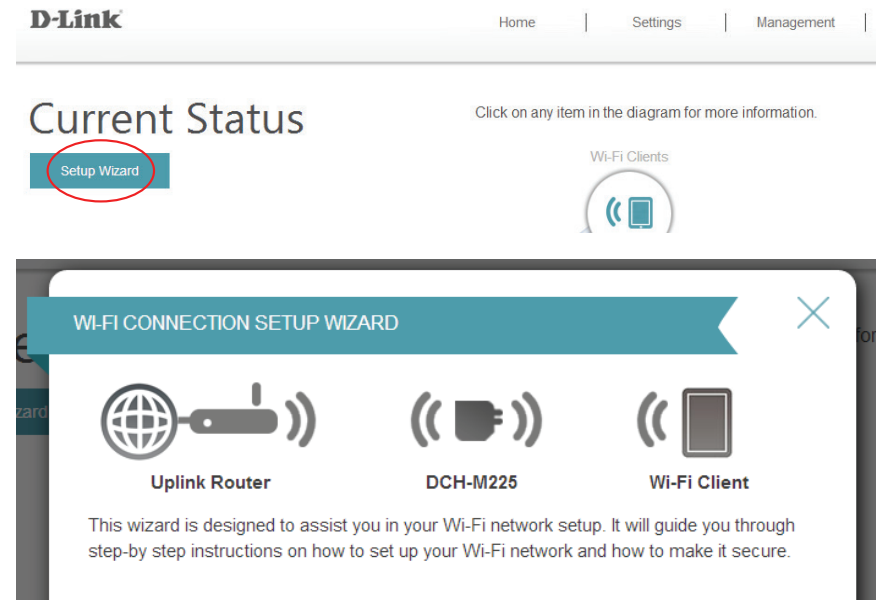 D-Link
Home | Settings | Management |
Current Status
Click on any item in the diagram for more information.
Setup Wizard
Wi-Fi Clients
WI-FI CONNECTION SETUP WIZARD
for
zard
Uplink Router
DCH-M225
Wi-Fi Client
This wizard is designed to assist you in your Wi-Fi network setup. It will guide you through
step-by step instructions on how to set up your Wi-Fi network and how to make it secure.